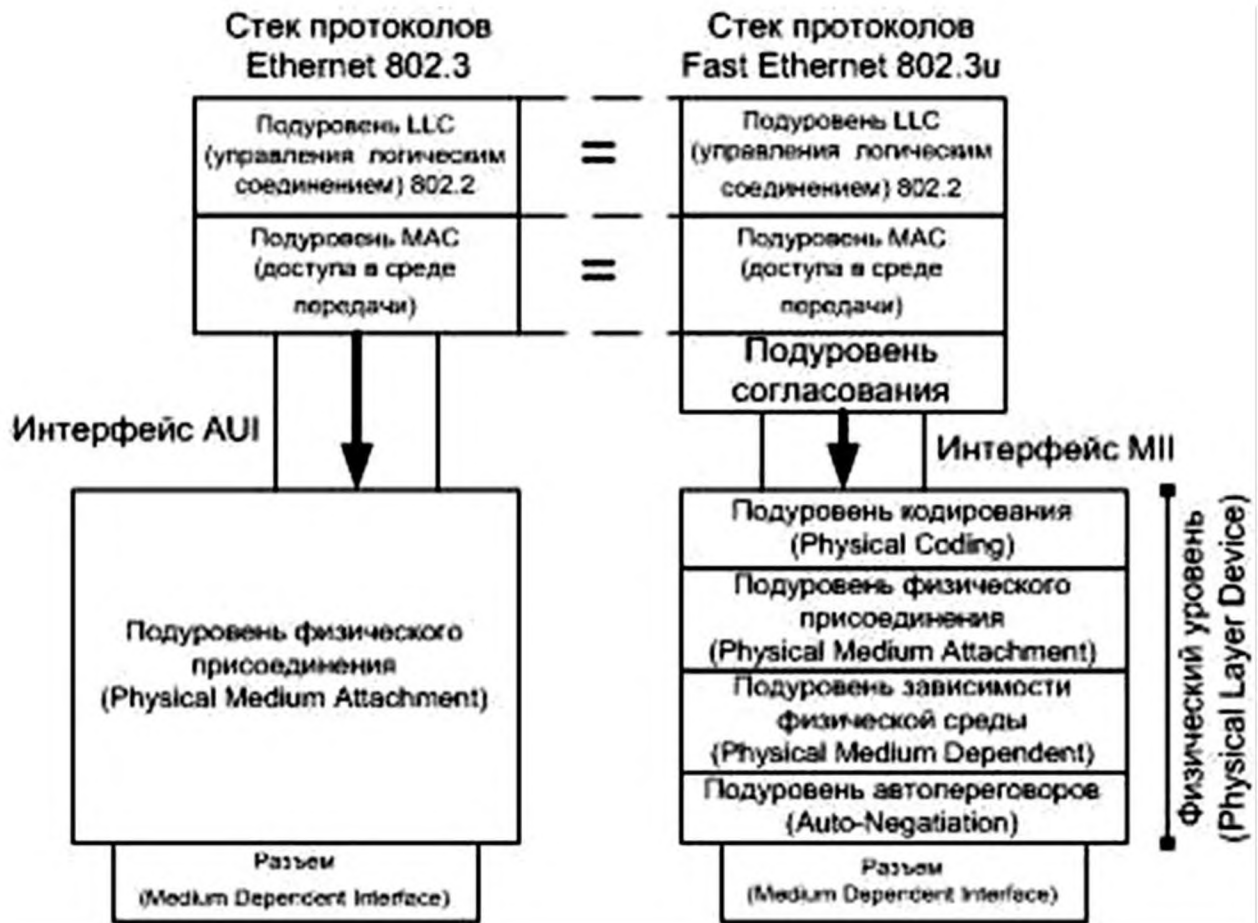 Стек протоколов
Ethernet 802.3
Подуровень LLC
(управления логическим
соединением) 802.2
Подуровень MAC
(доступа в среде
передачи)
Интерфейс AUI
Подуровень физического
присоединения
(Physical Medium Attachment)
Разъем
(Medium Dependent Interface)
=
=
Стек протоколов
Fast Ethernet 802.3u
Подуровень LLC
(управления логическим
соединением) 802.2
Подуровень MAC
(доступа в среде
передачи)
Подуровень
согласования
Интерфейс MII
Подуровень кодирования
(Physical Coding)
Подуровень физического
присоединения
(Physical Medium Attachment)
Подуровень зависимости
физической среды
(Physical Medium Dependent)
Подуровень автопереговоров
(Auto-Negatiation)
Разъем
(Medium Dependent Interface)
Физический уровень
(Physical Layer Device)